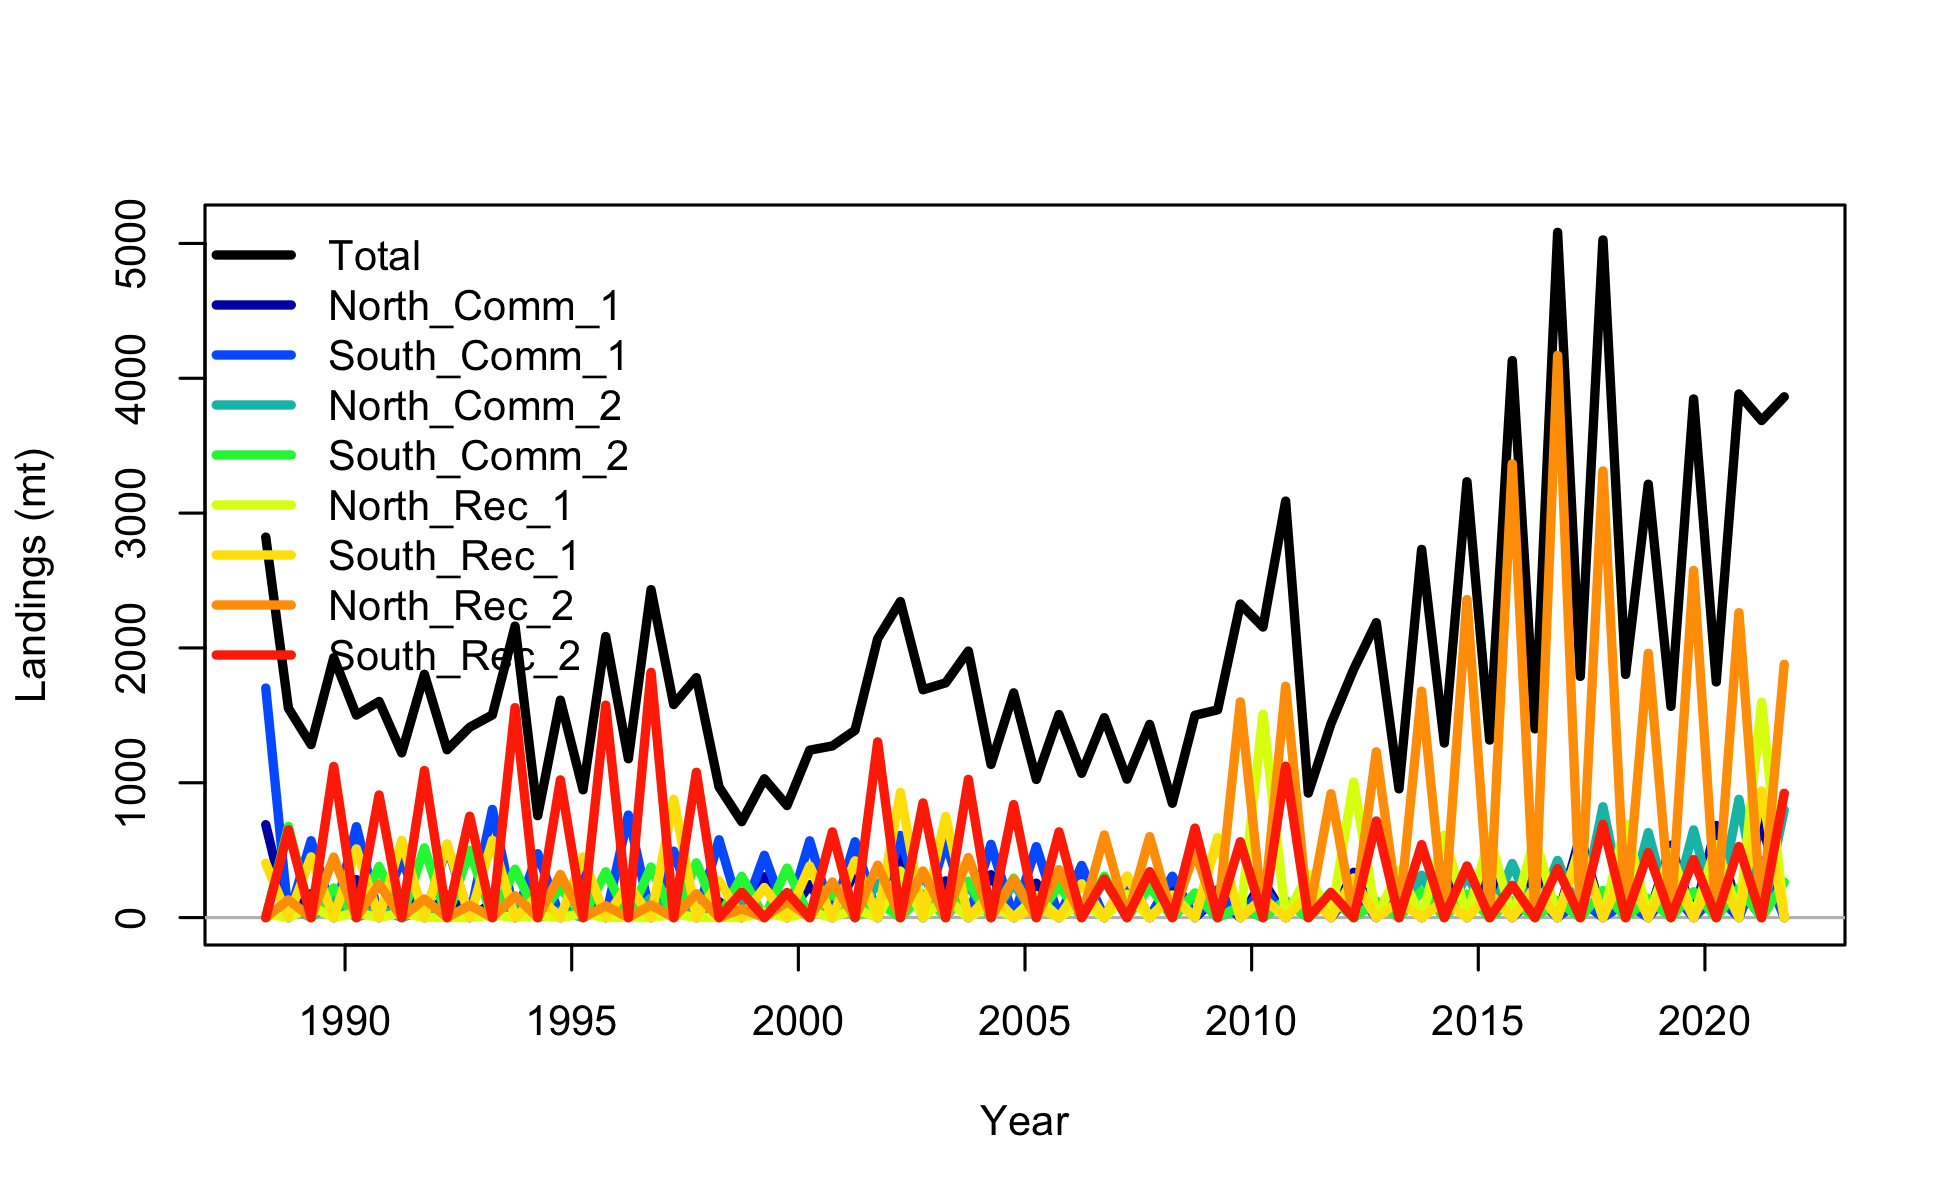 5000
4000
3000
2000
1000
0
Landings (mt)
Total
North_Comm_1
South_Comm_1
North_Comm_2
South_Comm_2
North_Rec_1
South_Rec_1
North_Rec_2
South_Rec_2
1990 1995 2000 2005 2010 2015 2020
Year